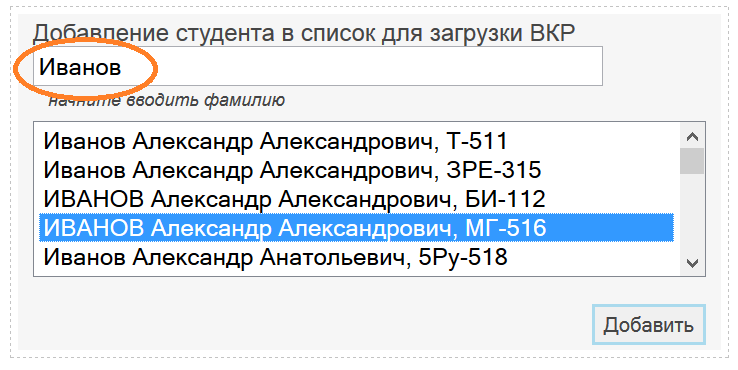 Добавление студента в список для загрузки ВКР
Иванов
начните вводить фамилию
Иванов Александр Александрович, Т-511
Иванов Александр Александрович, ЗРЕ-315
ИВАНОВ Александр Александрович, БИ-112
ИВАНОВ Александр Александрович, МГ-516
Иванов Александр Анатольевич, 5Ру-518
Добавить